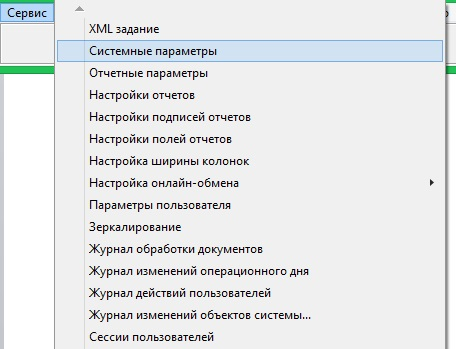 Сервис
XML задание
Системные параметры
Отчетные параметры
Настройки отчетов
Настройки подписей отчетов
Настройки полей отчетов
Настройка ширины колонок
Настройка онлайн-обмена
Параметры пользователя
Зеркалирование
Журнал обработки документов
Журнал изменений операционного дня
Журнал действий пользователей
Журнал изменений объектов системы...
Сессии пользователей